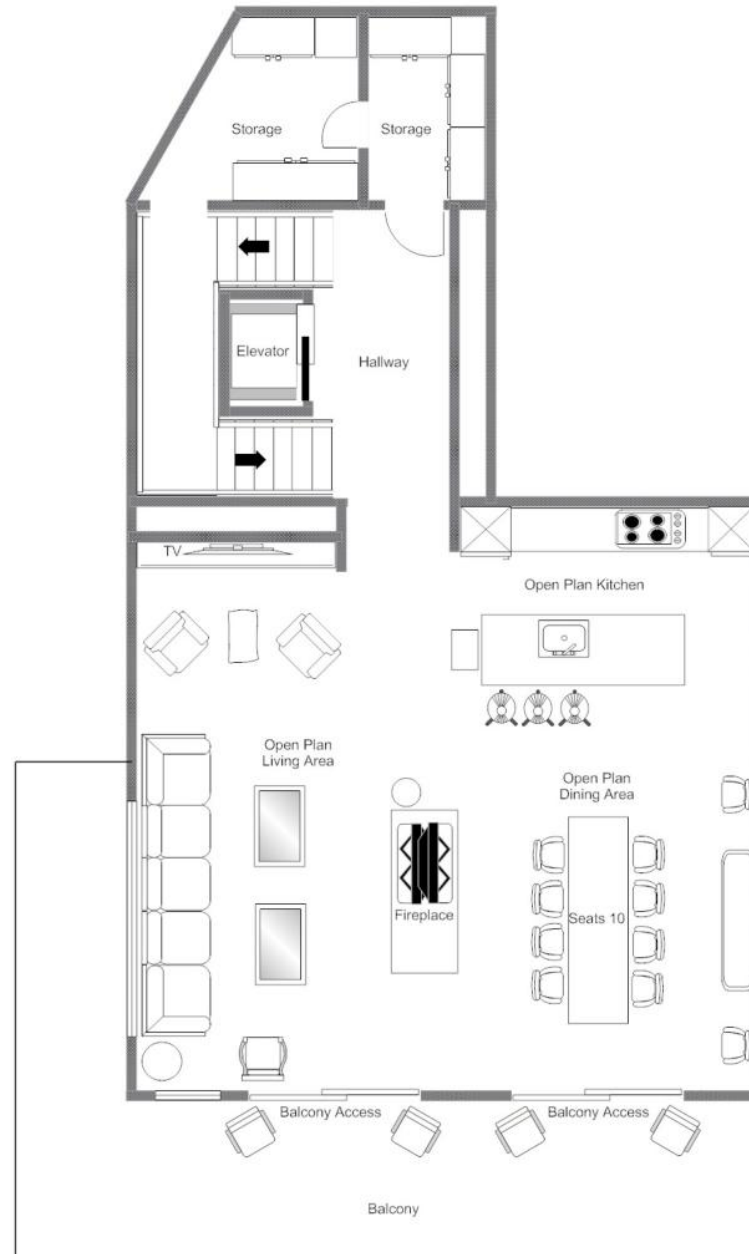 Storage
Storage
Elevator
Hallway
TV
Open Plan Kitchen
Open Plan
Living Area
Open Plan
Dining Area
Fireplace
Seats 10
Balcony Access
Balcony Access
Balcony